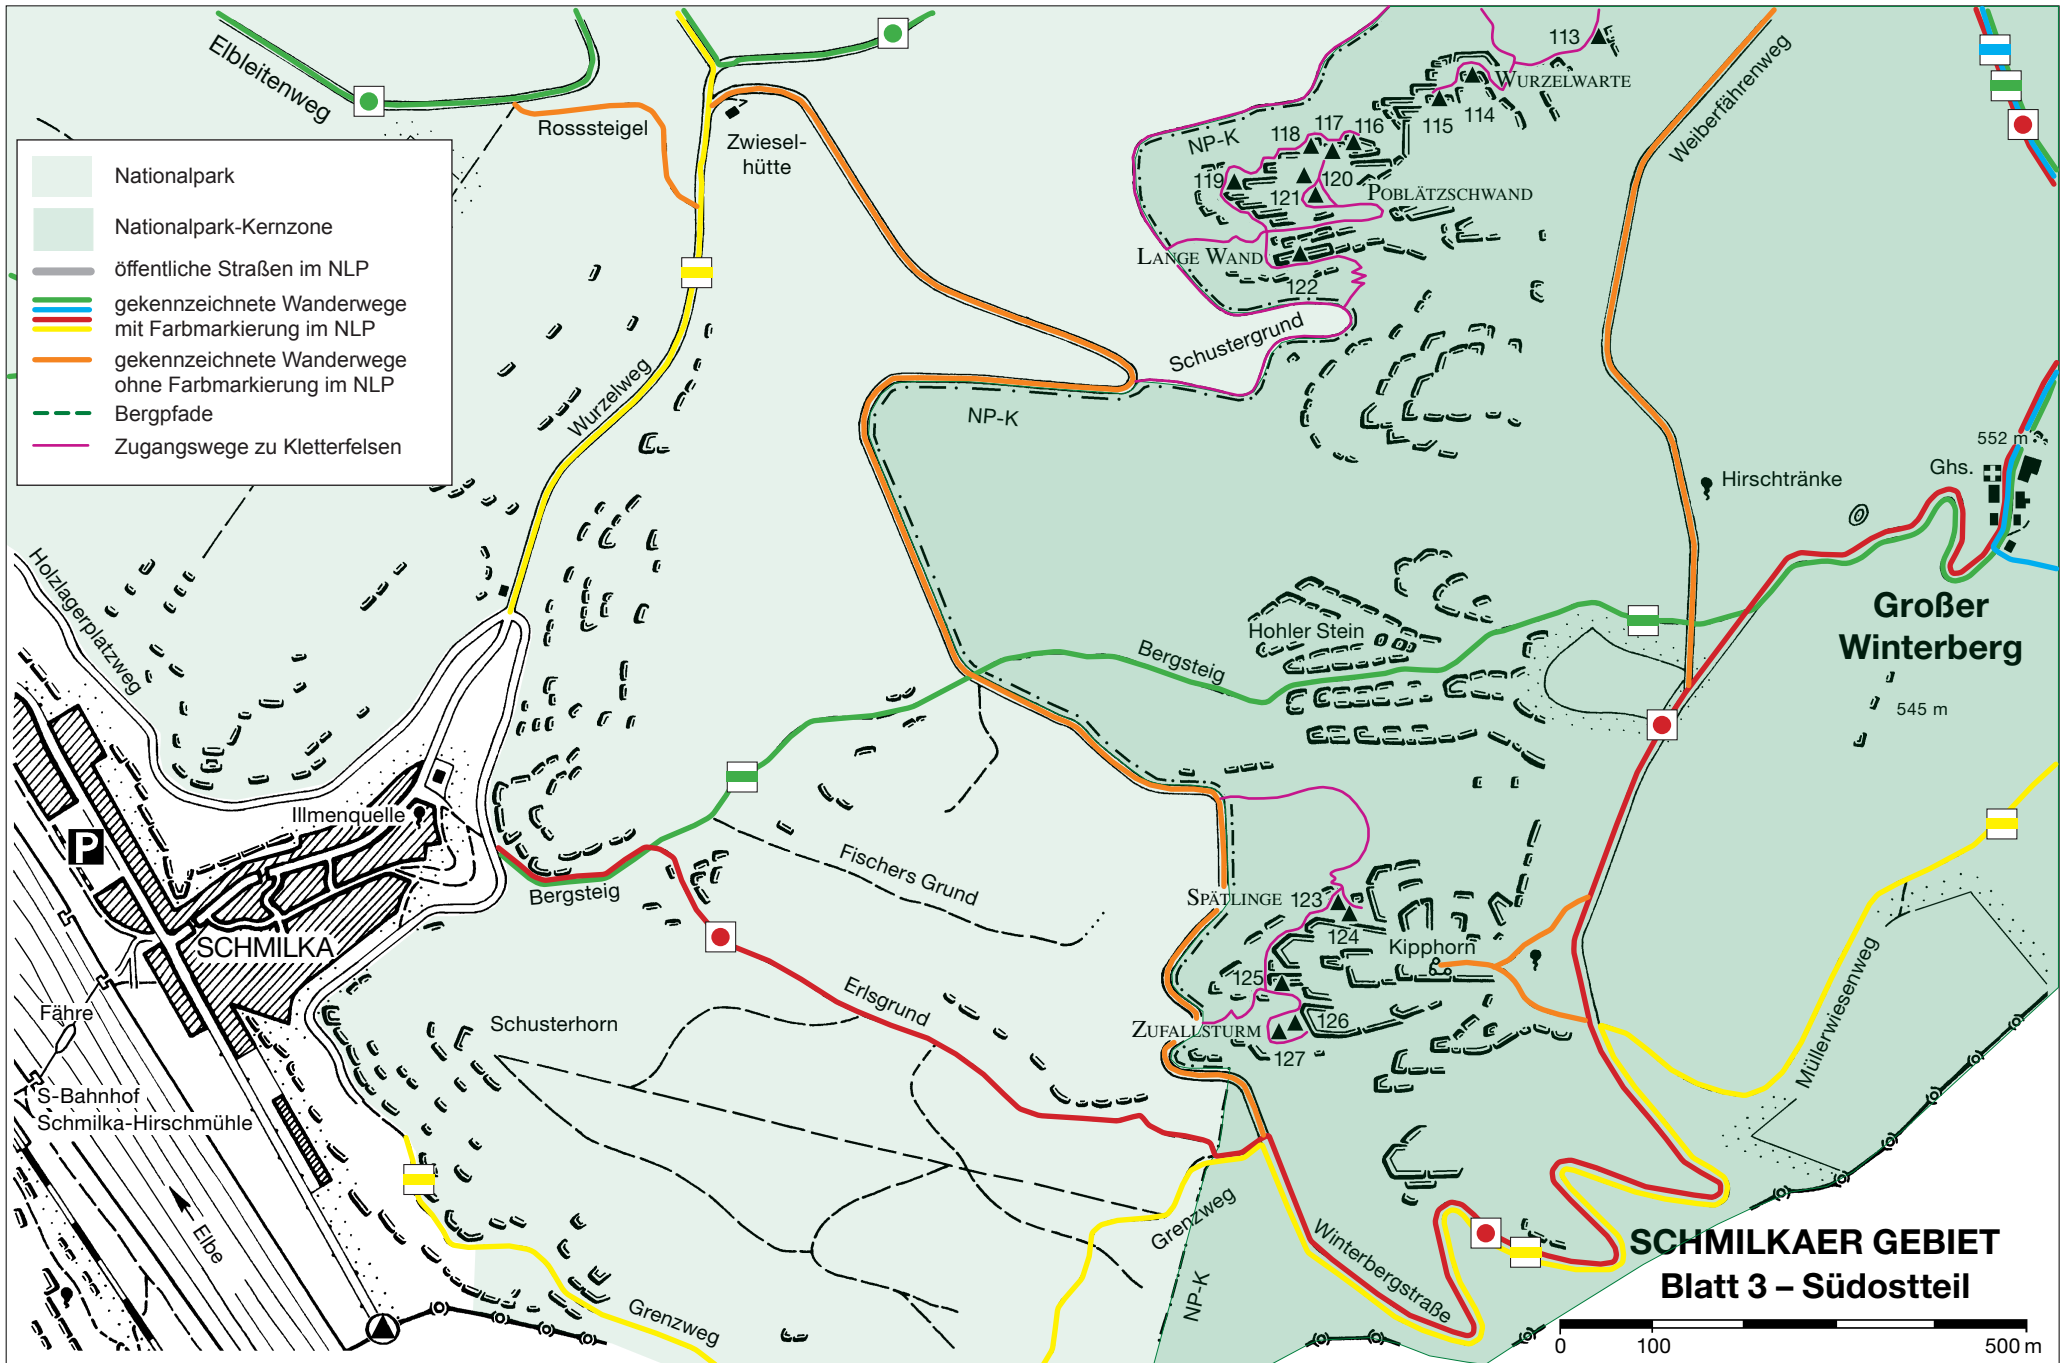 Elbleitenweg
Rosssteigel
Zwiesel-
hütte
113
WURZELWARTE
114
115
116
117
118
119
120
121
POBLÄTZSCHWAND
LANGE WAND
122
NP-K
Weiberfährenweg
Nationalpark
Nationalpark-Kernzone
öffentliche Straßen im NLP
gekennzeichnete Wanderwege
mit Farbmarkierung im NLP
gekennzeichnete Wanderwege
ohne Farbmarkierung im NLP
Bergpfade
Zugangswege zu Kletterfelsen
Wurzelweg
Schustergrund
NP-K
552 m
Ghs.
Hirschtränke
Holzlagerplatzweg
Großer
Winterberg
545 m
Hohler Stein
Bergsteig
Illmenquelle
P
Bergsteig
Fischers Grund
SPÄTLINGE
123
124
Kipphorn
125
ZUFALLSTURM
126
127
SCHMILKA
Erlsgrund
Müllerwiesenweg
Fähre
Schusterhorn
S-Bahnhof
Schmilka-Hirschmühle
Elbe
Grenzweg
Grenzweg
NP-K
Winterbergstraße
SCHMILKAER GEBIET
Blatt 3 – Südostteil
0 100 500 m